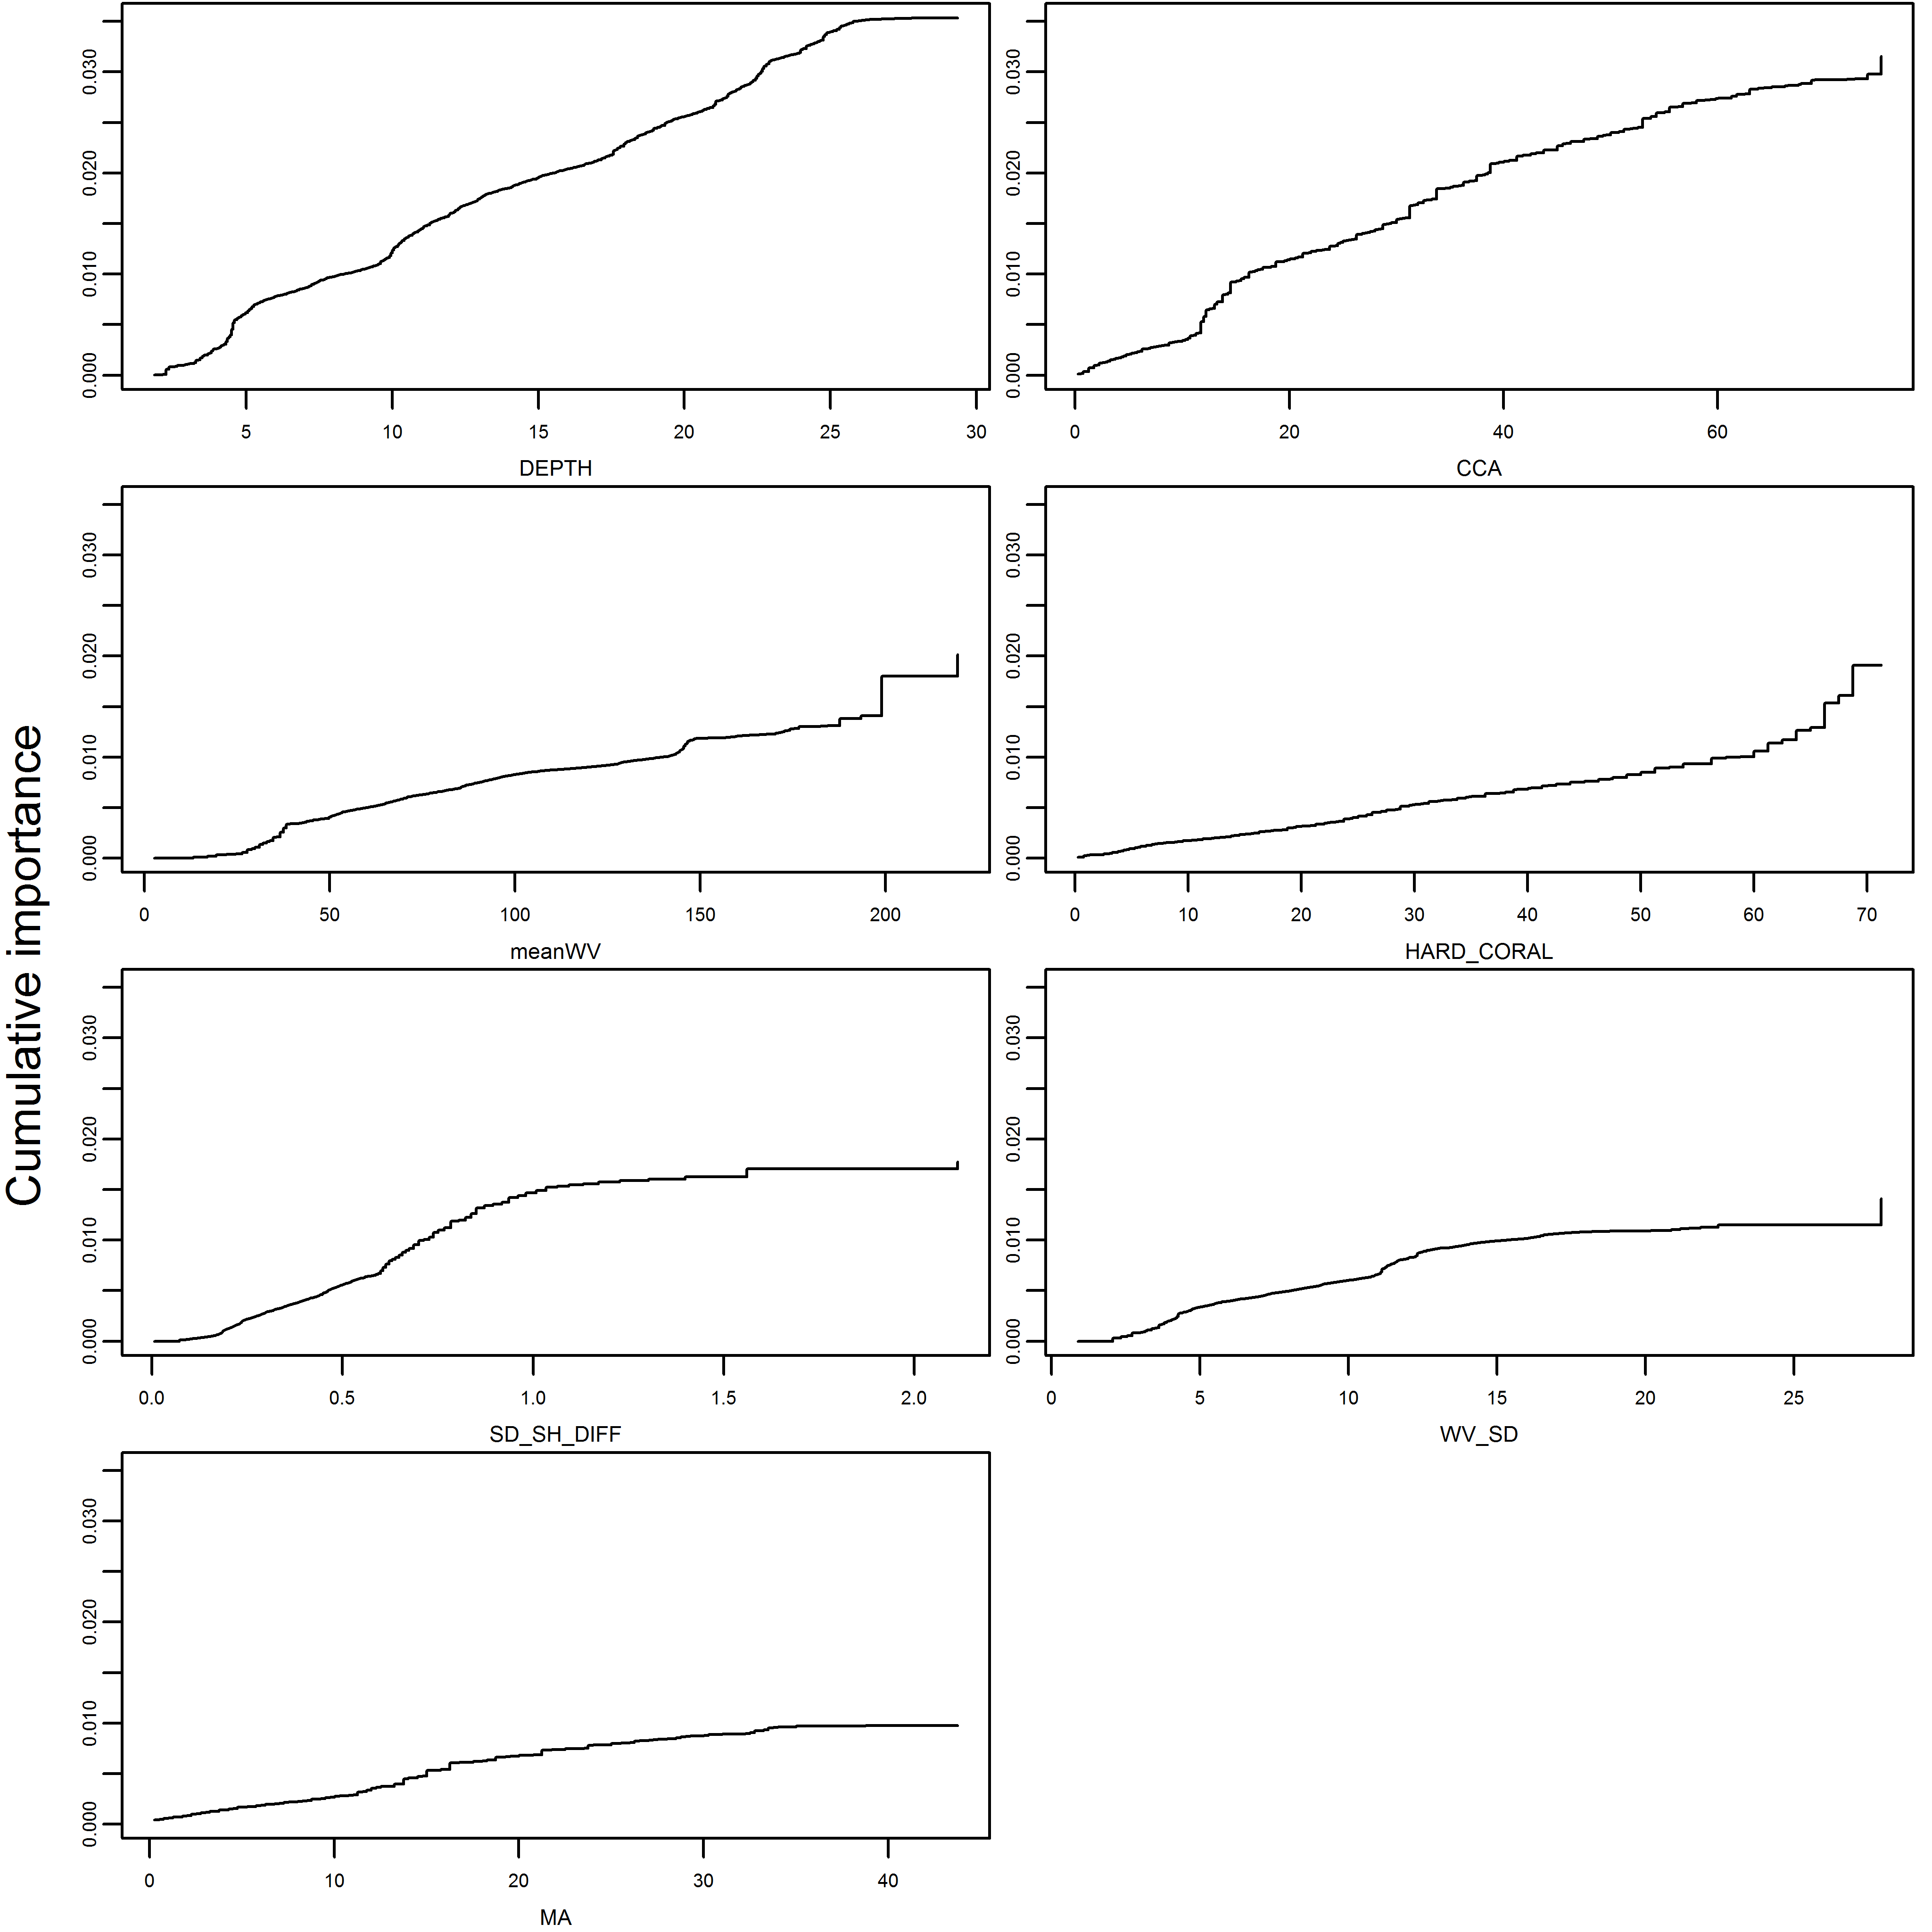 Cumulative importance
0.000 0.010 0.020 0.030
5 10 15 20 25 30
DEPTH
0.000 0.010 0.020 0.030
0 20 40 60
CCA
0.000 0.010 0.020 0.030
0 50 100 150 200
meanWV
0.000 0.010 0.020 0.030
0 10 20 30 40 50 60 70
HARD_CORAL
0.000 0.010 0.020 0.030
0.0 0.5 1.0 1.5 2.0
SD_SH_DIFF
0.000 0.010 0.020 0.030
0 5 10 15 20 25
WV_SD
0.000 0.010 0.020 0.030
0 10 20 30 40
MA